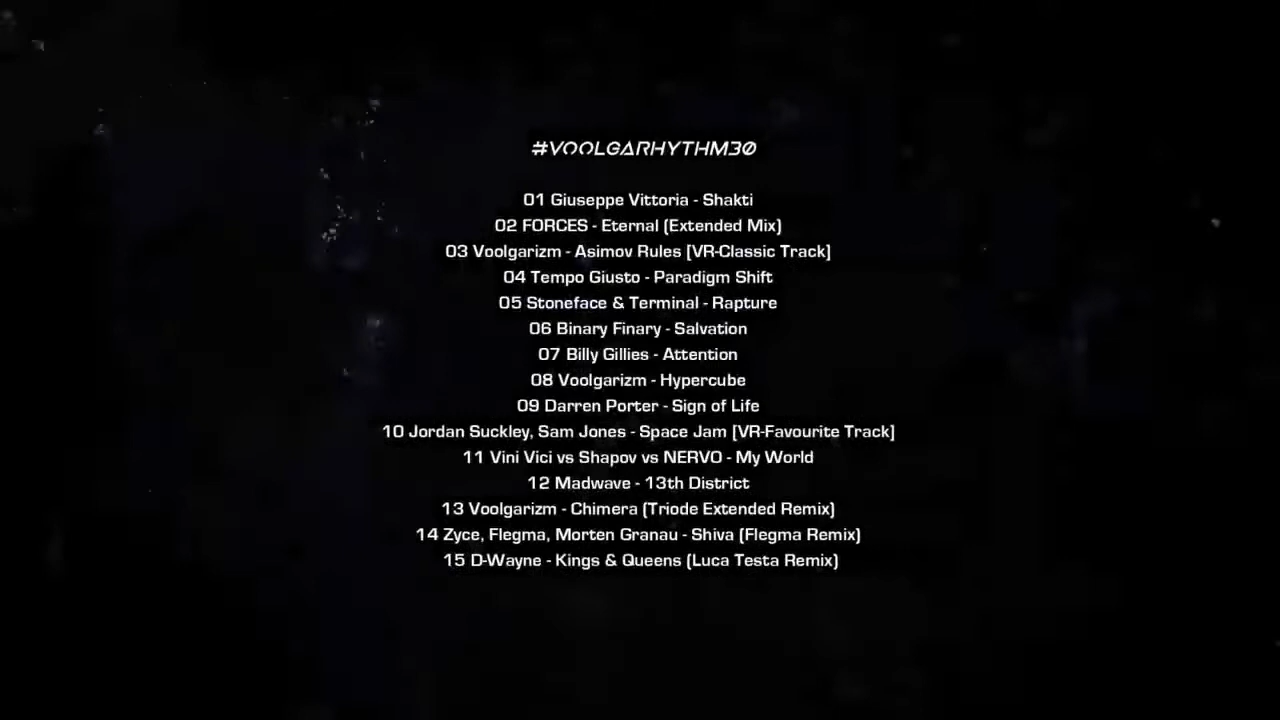 #VOOLGARHYTHM30
01 Giuseppe Vittoria - Shakti
02 FORCES - Eternal (Extended Mix)
03 Voolgarizm - Asimov Rules [VR-Classic Track]
04 Tempo Giusto - Paradigm Shift
05 Stoneface & Terminal - Rapture
06 Binary Finary - Salvation
07 Billy Gillies - Attention
08 Voolgarizm - Hypercube
09 Darren Porter - Sign of Life
10 Jordan Suckley, Sam Jones - Space Jam [VR-Favourite Track]
11 Vini Vici vs Shapov vs NERVO - My World
12 Madwave - 13th District
13 Voolgarizm - Chimera (Triode Extended Remix)
14 Zyce, Flegma, Morten Granau - Shiva (Flegma Remix)
15 D-Wayne - Kings & Queens (Luca Testa Remix)